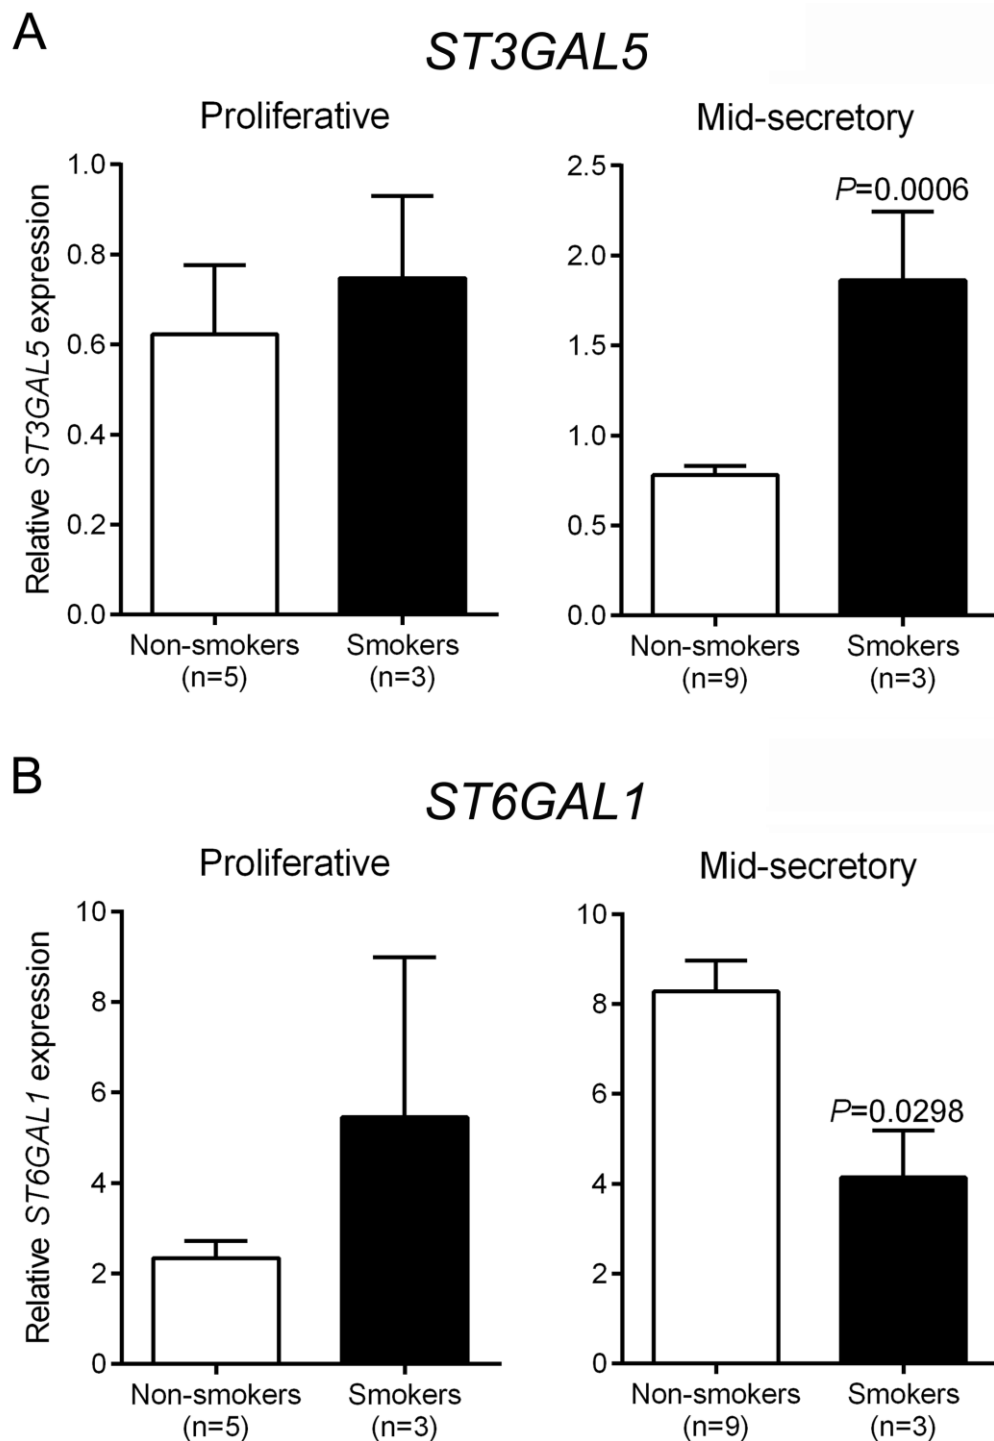 A
ST3GAL5
Proliferative
Mid-secretory
Relative ST3GAL5 expression
1.0
0.8
0.6
0.4
0.2
0.0
Non-smokers
(n=5)
Smokers
(n=3)
2.5
2.0
1.5
1.0
0.5
0.0
P=0.0006
Non-smokers
(n=9)
Smokers
(n=3)
B
ST6GAL1
Proliferative
Mid-secretory
Relative ST6GAL1 expression
10
8
6
4
2
0
Non-smokers
(n=5)
Smokers
(n=3)
10
8
6
4
2
0
P=0.0298
Non-smokers
(n=9)
Smokers
(n=3)